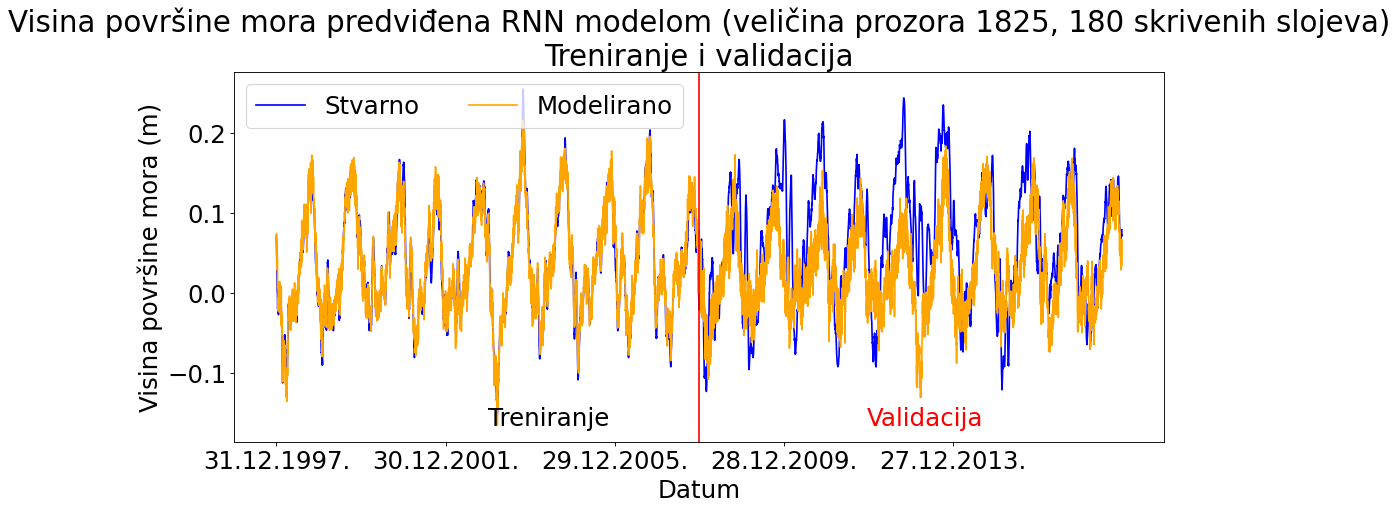 Visina površine mora predviđena RNN modelom (veličina prozora 1825, 180 skrivenih slojeva)
Treniranje i validacija
Stvarno
Modelirano
Visina površine mora (m)
0.2
0.1
0.0
−0.1
Treniranje
Validacija
31.12.1997.
30.12.2001.
29.12.2005.
28.12.2009.
27.12.2013.
Datum